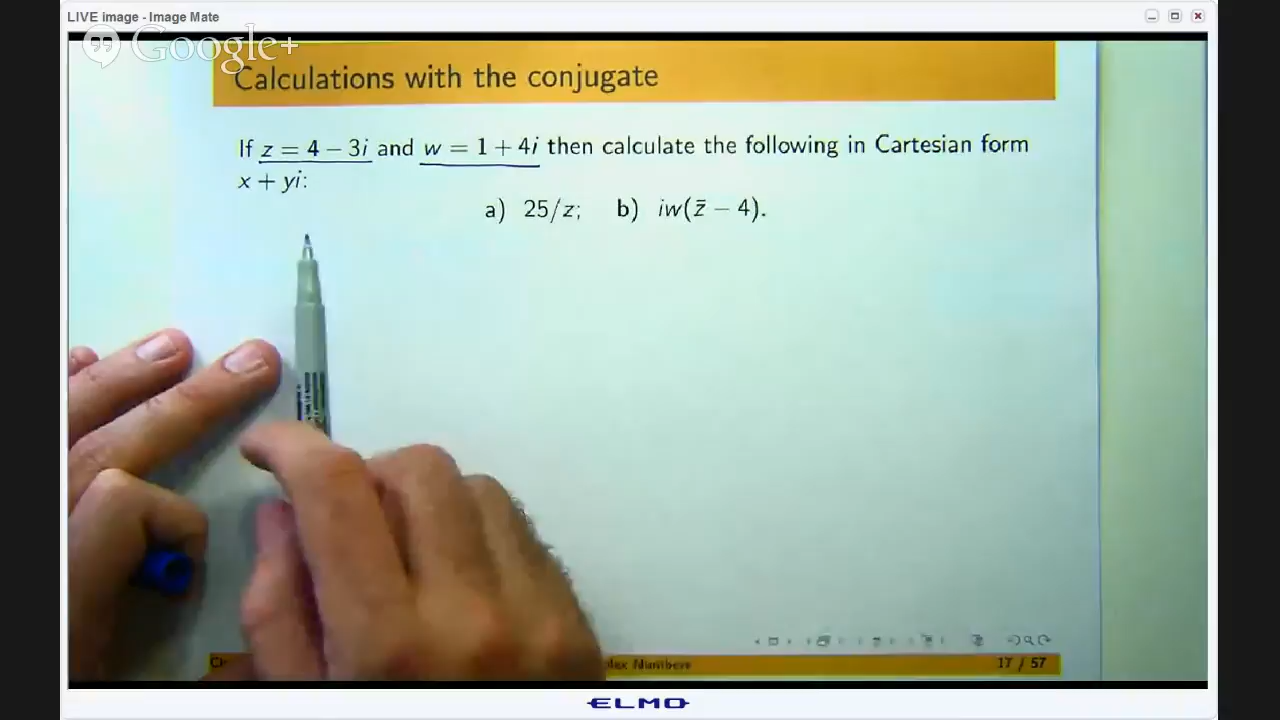 LIVE image - Image Mate
Google+
Calculations with the conjugate
If z = 4 − 3i and w = 1 + 4i then calculate the following in Cartesian form
x + yi:
a) 25/z; b) iw(z̄ − 4).
Numbers
17 / 57
ELMO